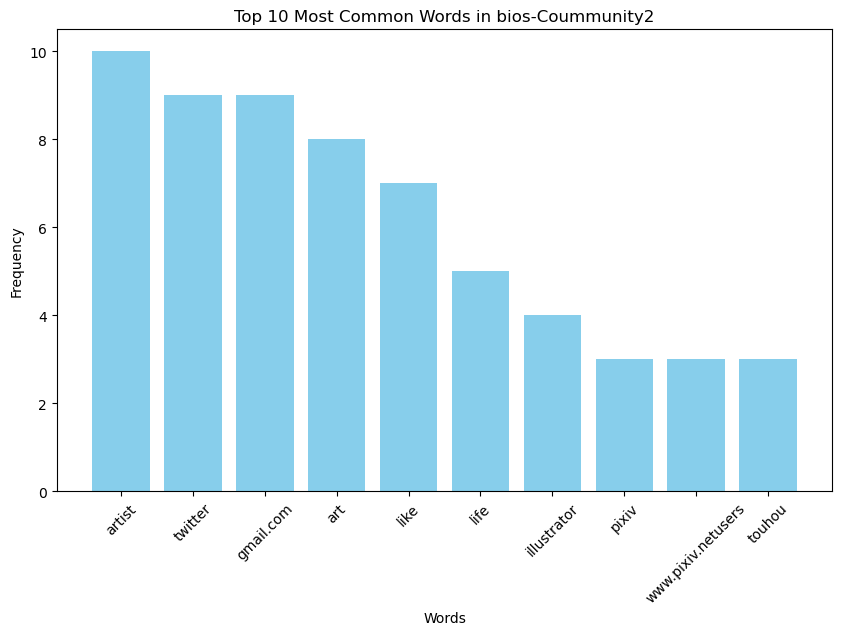 Top 10 Most Common Words in bios-Coummunity2
Frequency
10
8
6
4
2
0
artist
twitter
gmail.com
art
like
life
illustrator
pixiv
www.pixiv.netusers
touhou
Words